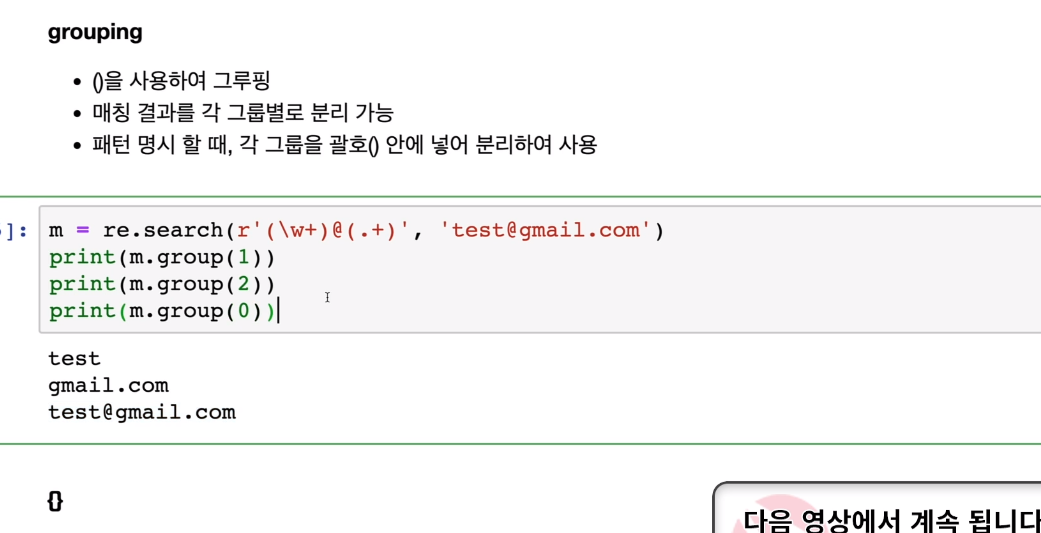 grouping
• ()을 사용하여 그루핑
• 매칭 결과를 각 그룹별로 분리 가능
• 패턴 명시 할 때, 각 그룹을 괄호() 안에 넣어 분리하여 사용
]:
m = re.search(r'(\w+)@(.+)', 'test@gmail.com')
print(m.group(1))
print(m.group(2))
print(m.group(0))
test
gmail.com
test@gmail.com
{}
다음 영상에서 계속 됩니다